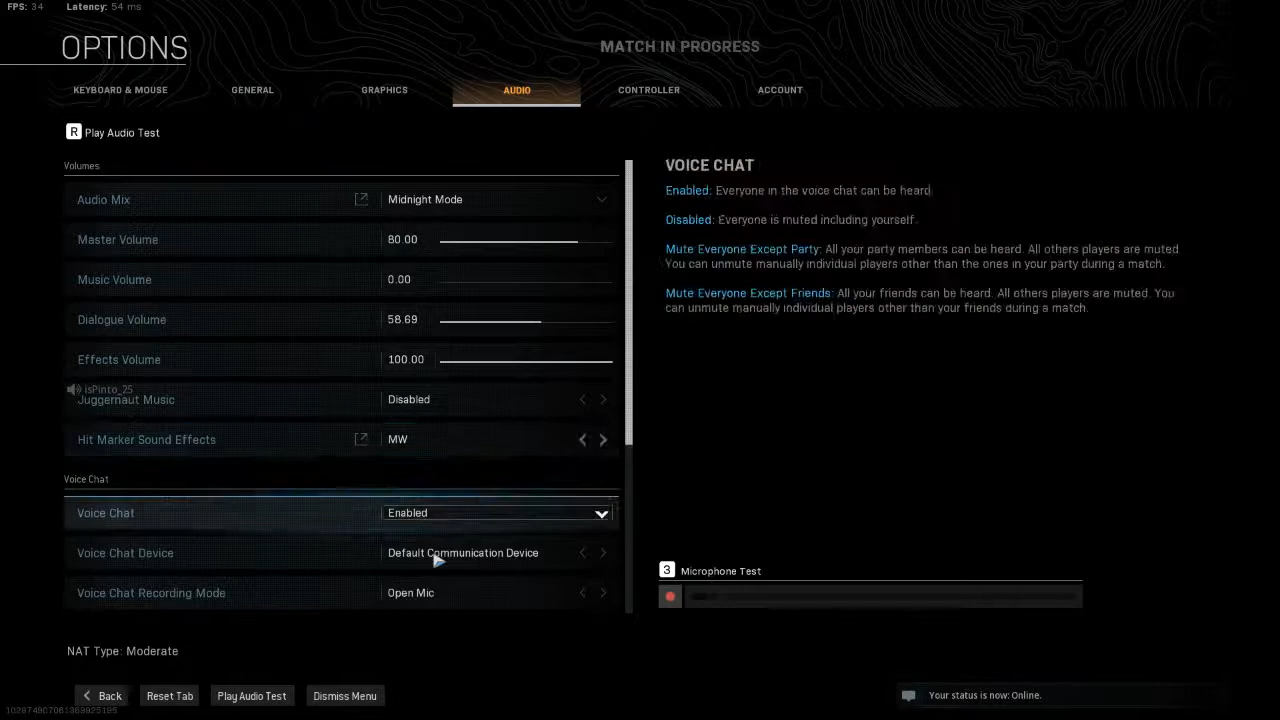 FPS: 34 Latency: 54 ms
OPTIONS
MATCH IN PROGRESS
KEYBOARD & MOUSE GENERAL GRAPHICS AUDIO CONTROLLER ACCOUNT
R Play Audio Test
Volumes
Audio Mix Midnight Mode
Master Volume 80.00
Music Volume 0.00
Dialogue Volume 58.69
Effects Volume 100.00
isPinto_25
Juggernaut Music Disabled
Hit Marker Sound Effects MW
Voice Chat
Voice Chat Enabled
Voice Chat Device Default Communication Device
Voice Chat Recording Mode Open Mic
VOICE CHAT
Enabled: Everyone in the voice chat can be heard
Disabled: Everyone is muted including yourself.
Mute Everyone Except Party: All your party members can be heard. All others players are muted.
You can unmute manually individual players other than the ones in your party during a match.
Mute Everyone Except Friends: All your friends can be heard. All others players are muted. You
can unmute manually individual players other than your friends during a match.
3 Microphone Test
NAT Type: Moderate
Back Reset Tab Play Audio Test Dismiss Menu
Your status is now: Online.